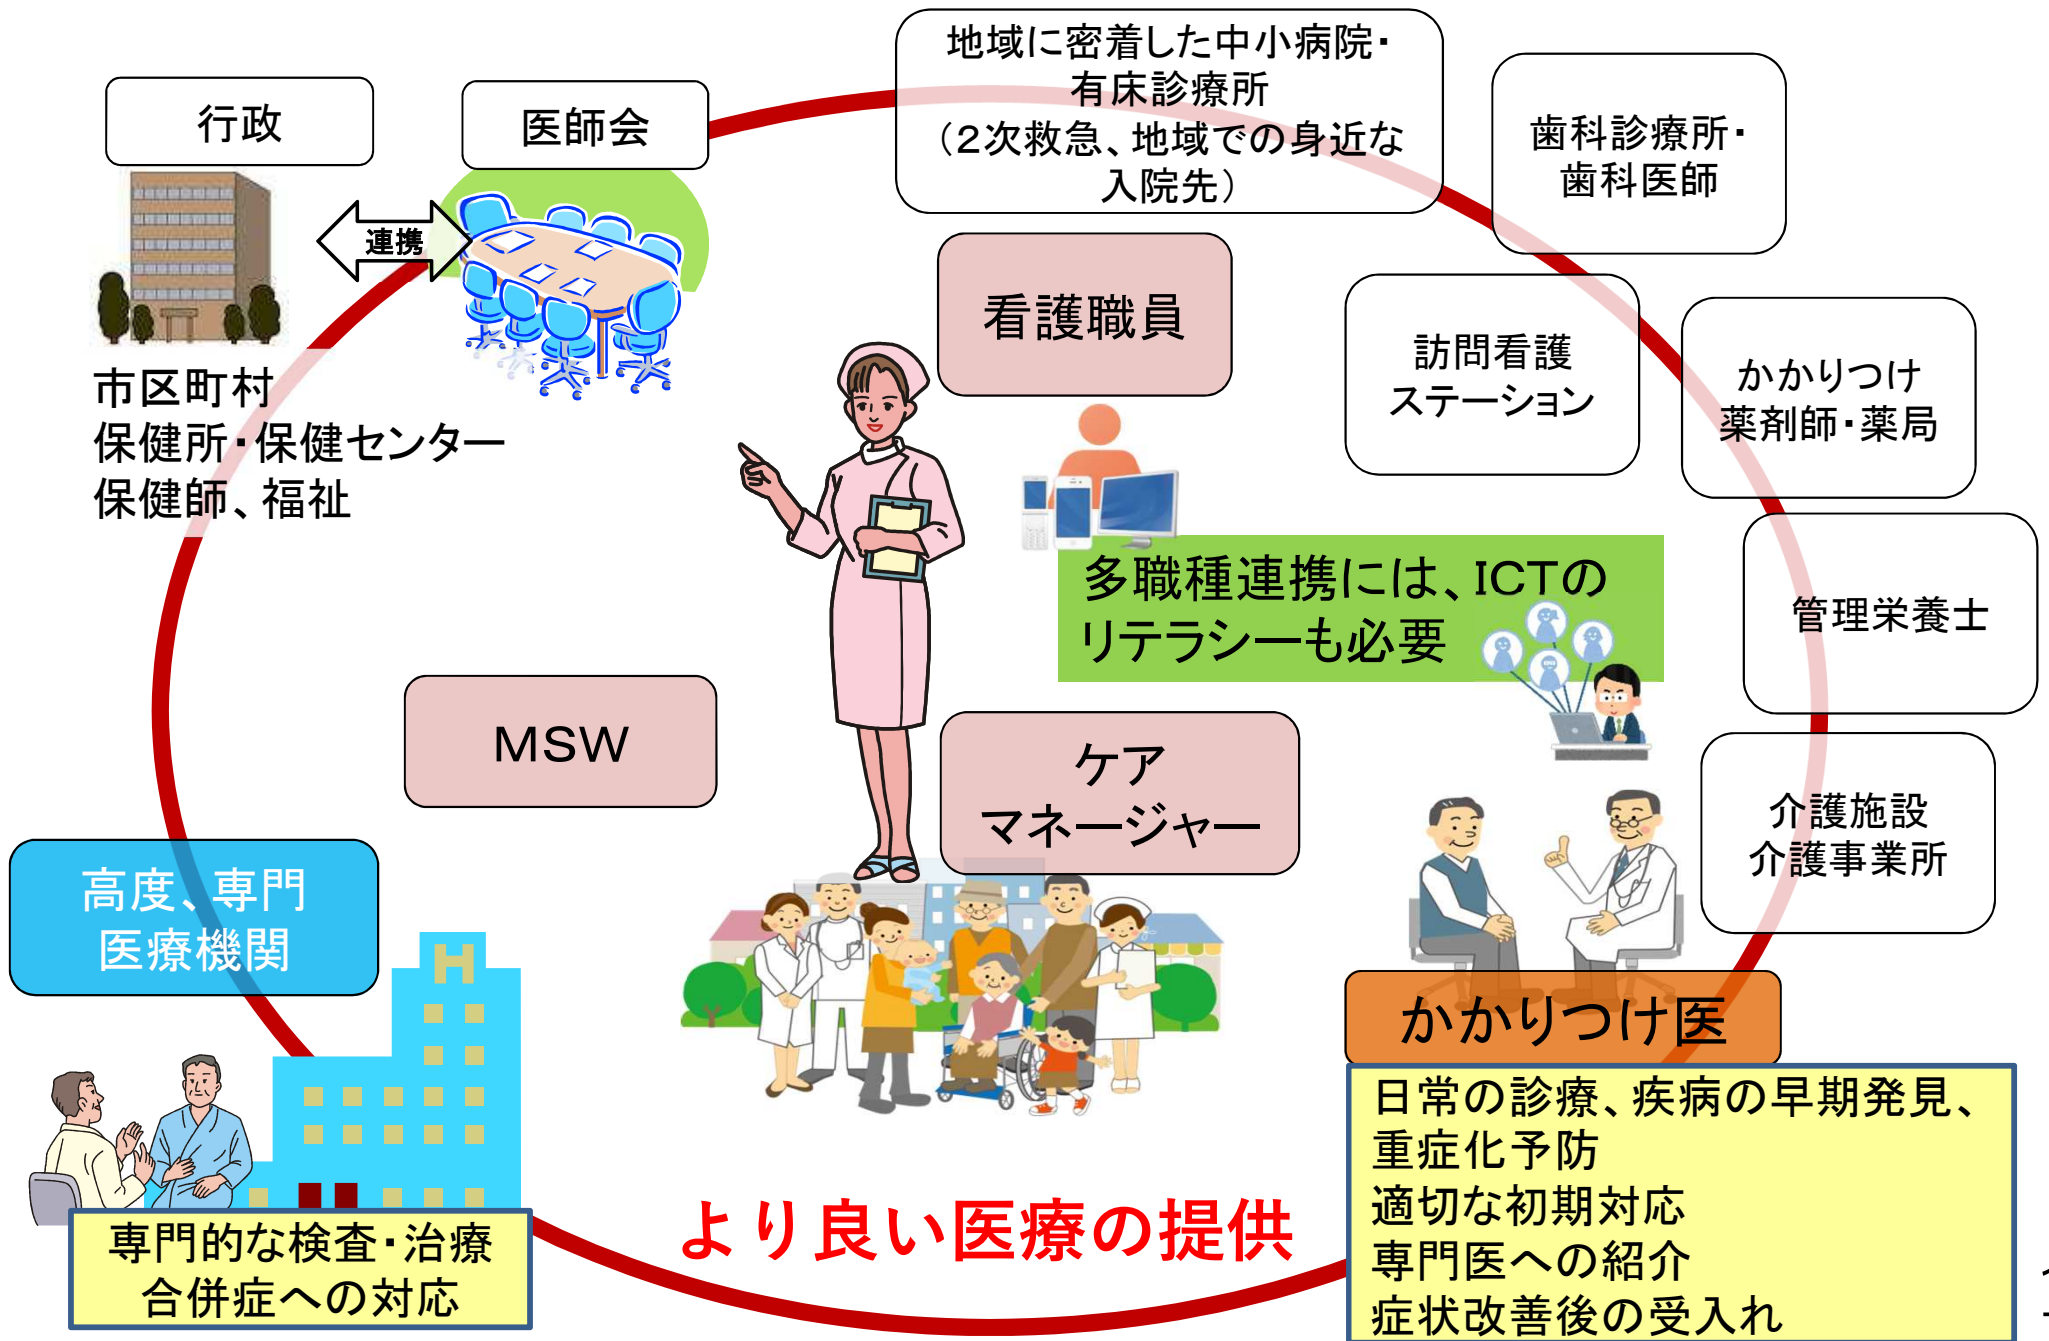 行政
医師会
連携
市区町村
保健所・保健センター
保健師、福祉
地域に密着した中小病院・
有床診療所
（２次救急、地域での身近な
入院先）
歯科診療所・
歯科医師
看護職員
訪問看護
ステーション
かかりつけ
薬剤師・薬局
多職種連携には、ICTの
リテラシーも必要
管理栄養士
MSW
ケア
マネージャー
介護施設
介護事業所
高度、専門
医療機関
H
かかりつけ医
日常の診療、疾病の早期発見、
重症化予防
適切な初期対応
専門医への紹介
症状改善後の受入れ
専門的な検査・治療
合併症への対応
より良い医療の提供